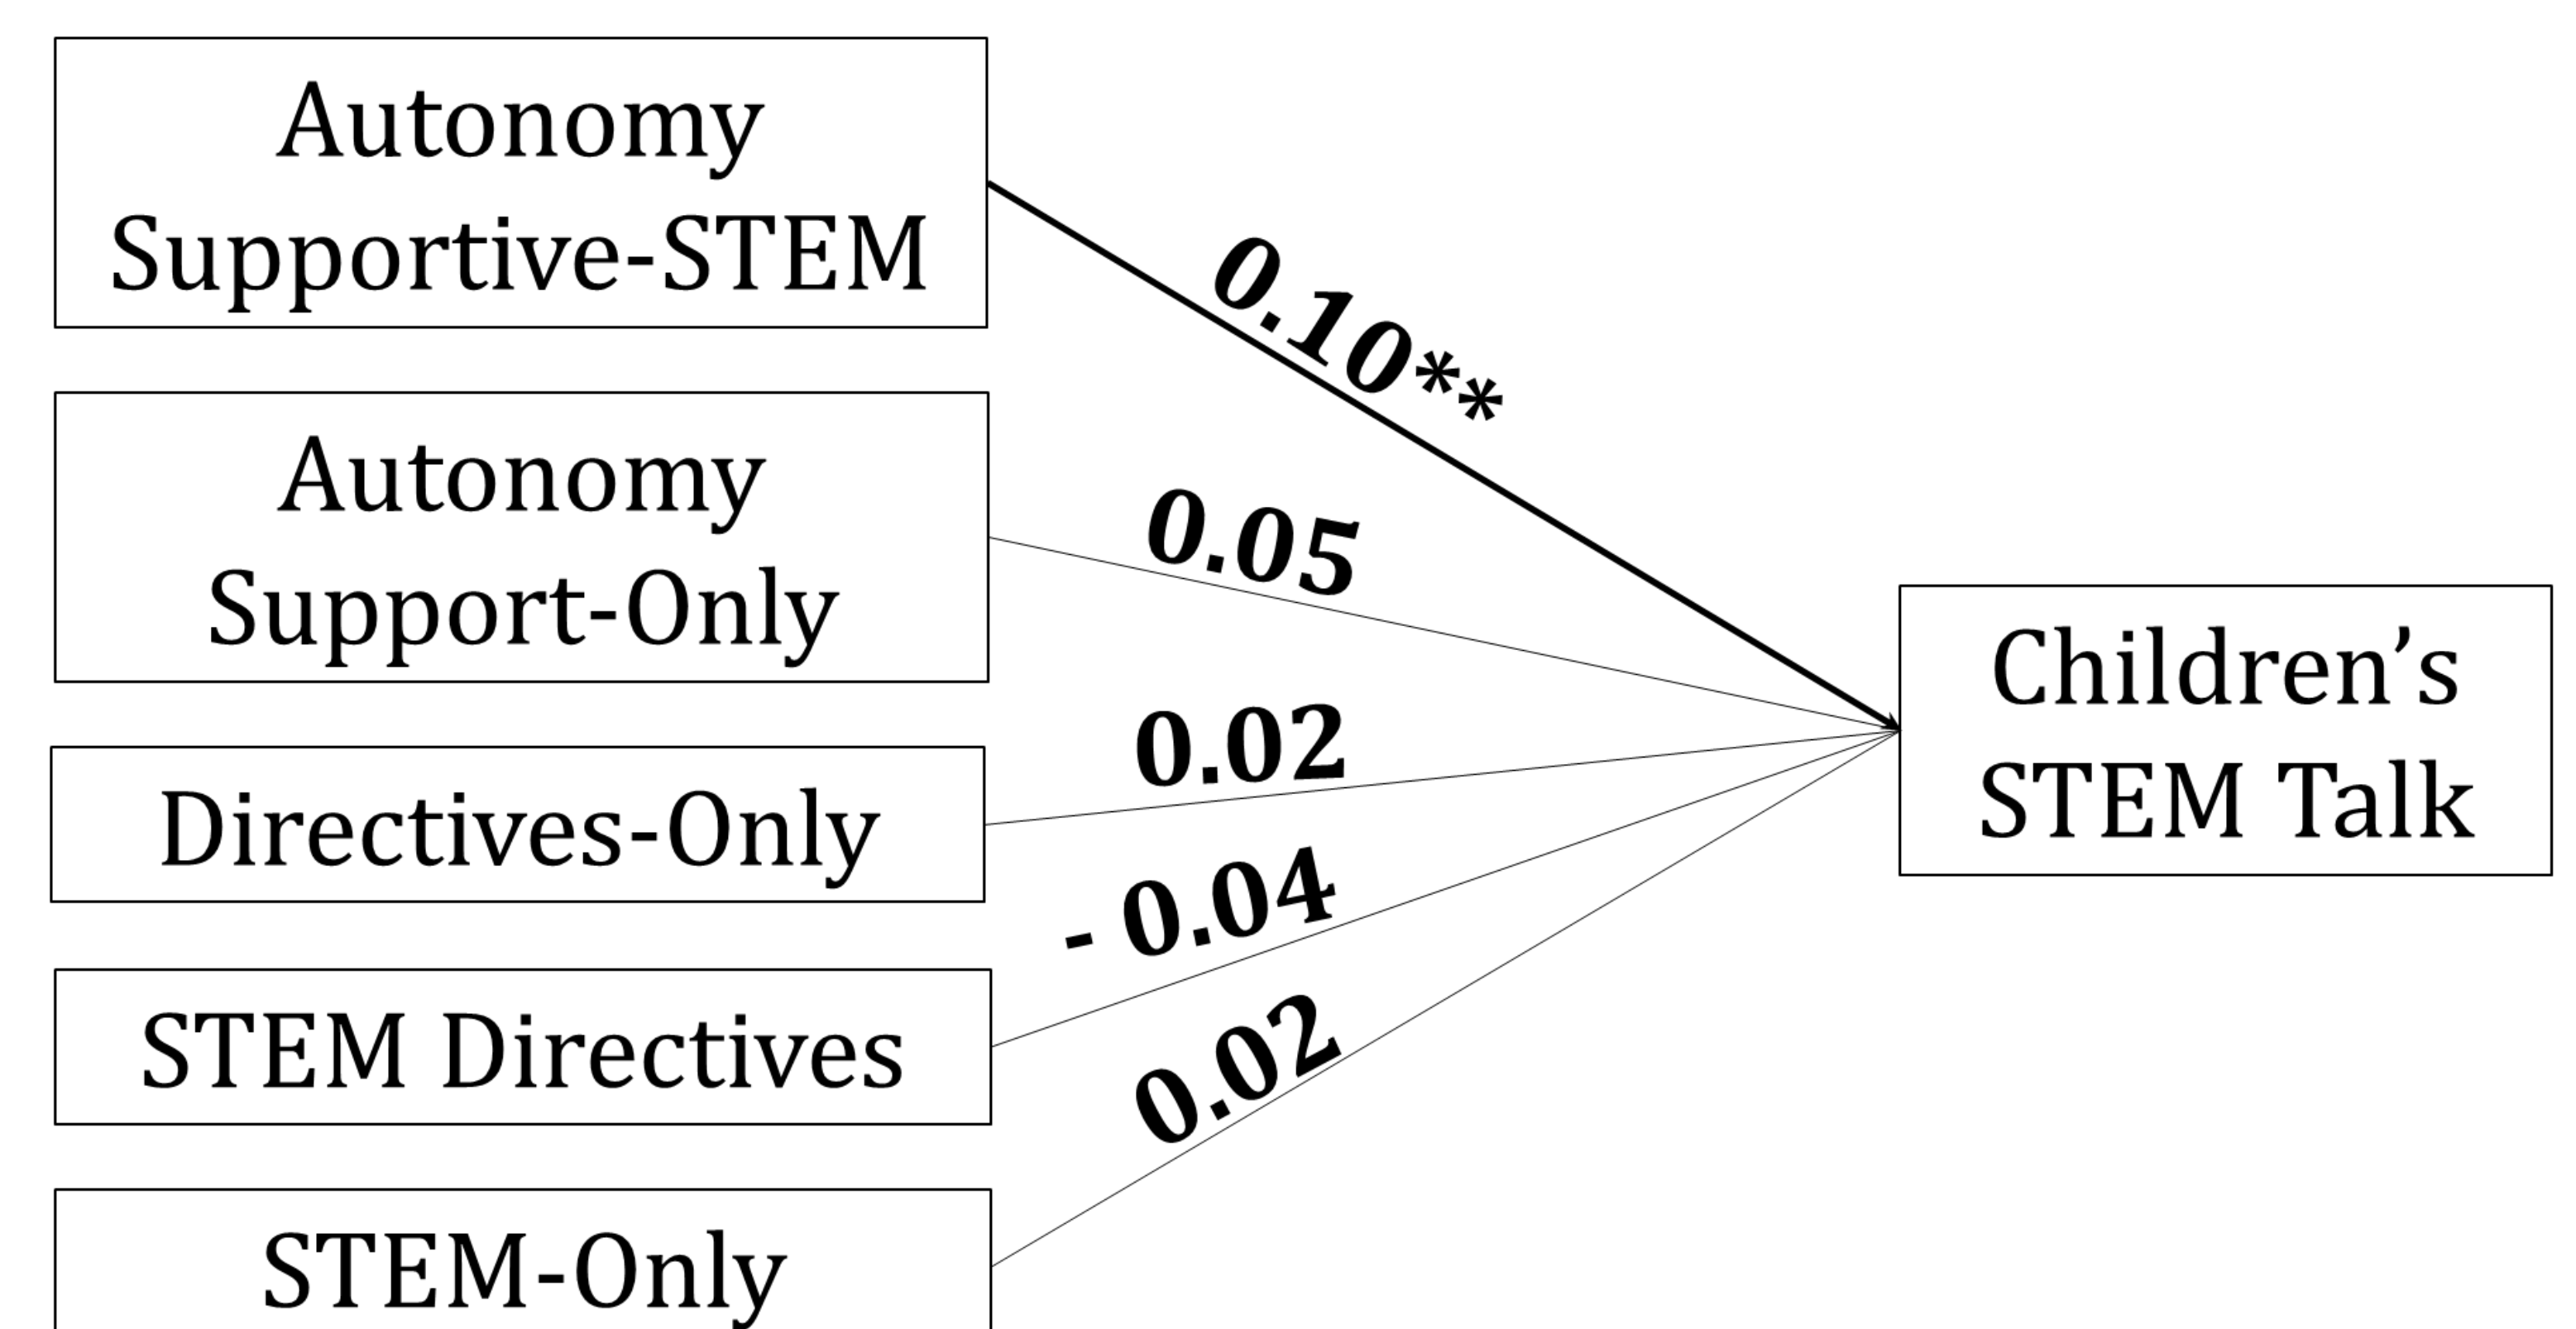 Autonomy
Supportive-STEM
0.10**
Autonomy
Support-Only
0.05
Children’s
STEM Talk
Directives-Only
0.02
STEM Directives
- 0.04
STEM-Only
0.02